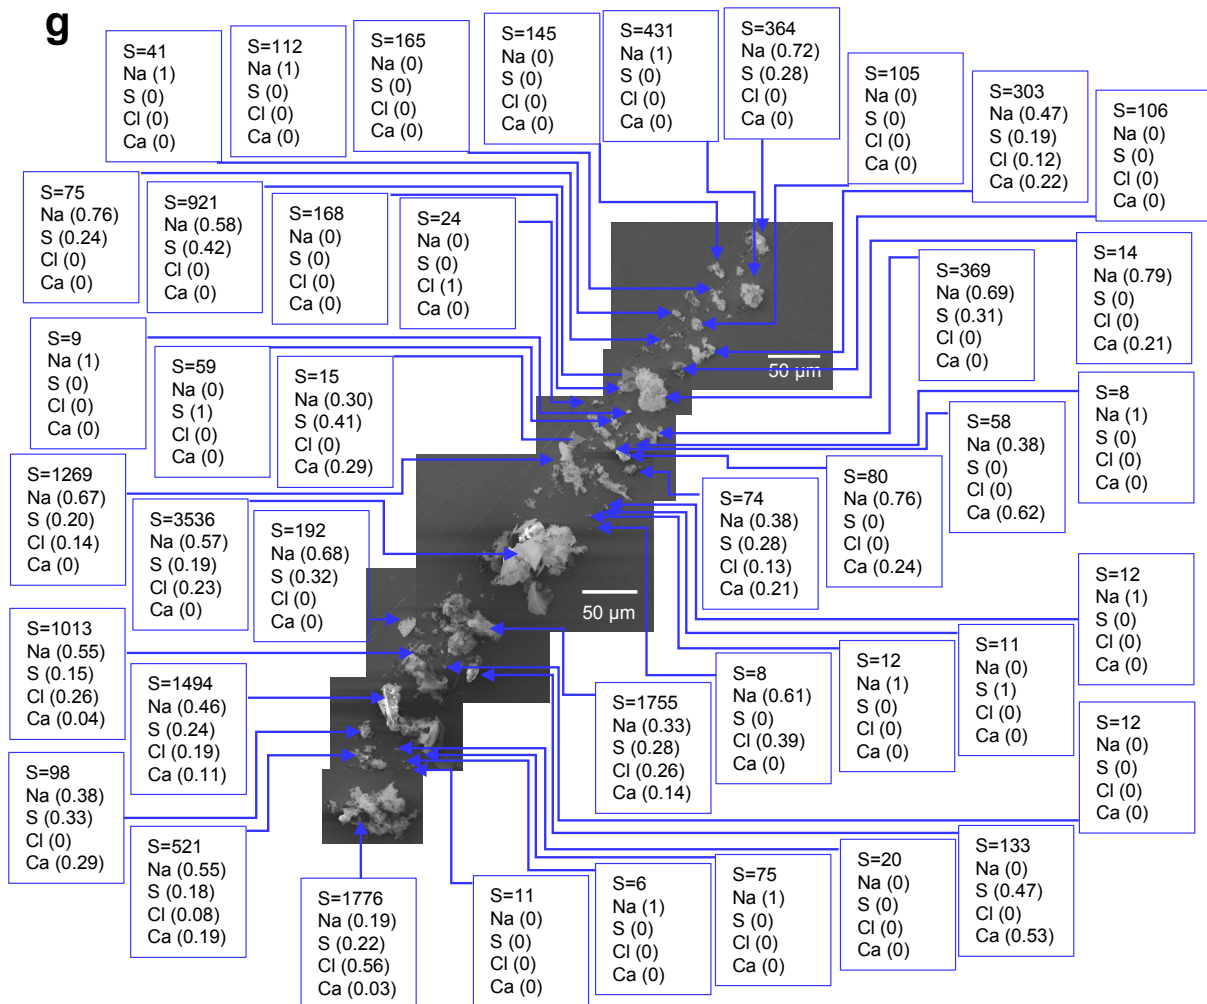 g
S=41
Na (1)
S (0)
Cl (0)
Ca (0)
S=112
Na (1)
S (0)
Cl (0)
Ca (0)
S=165
Na (0)
S (0)
Cl (0)
Ca (0)
S=145
Na (0)
S (0)
Cl (0)
Ca (0)
S=431
Na (1)
S (0)
Cl (0)
Ca (0)
S=364
Na (0.72)
S (0.28)
Cl (0)
Ca (0)
S=105
Na (0)
S (0)
Cl (0)
Ca (0)
S=303
Na (0.47)
S (0.19)
Cl (0.12)
Ca (0.22)
S=106
Na (0)
S (0)
Cl (0)
Ca (0)
S=75
Na (0.76)
S (0.24)
Cl (0)
Ca (0)
S=921
Na (0.58)
S (0.42)
Cl (0)
Ca (0)
S=168
Na (0)
S (0)
Cl (0)
Ca (0)
S=24
Na (0)
S (0)
Cl (1)
Ca (0)
S=369
Na (0.69)
S (0.31)
Cl (0)
Ca (0)
S=14
Na (0.79)
S (0)
Cl (0)
Ca (0.21)
50 µm
S=9
Na (1)
S (0)
Cl (0)
Ca (0)
S=59
Na (0)
S (1)
Cl (0)
Ca (0)
S=15
Na (0.30)
S (0.41)
Cl (0)
Ca (0.29)
S=58
Na (0.38)
S (0)
Cl (0)
Ca (0.62)
S=8
Na (1)
S (0)
Cl (0)
Ca (0)
S=1269
Na (0.67)
S (0.20)
Cl (0.14)
Ca (0)
S=3536
Na (0.57)
S (0.19)
Cl (0.23)
Ca (0)
S=192
Na (0.68)
S (0.32)
Cl (0)
Ca (0)
S=74
Na (0.38)
S (0.28)
Cl (0.13)
Ca (0.21)
S=80
Na (0.76)
S (0)
Cl (0)
Ca (0.24)
50 µm
S=12
Na (1)
S (0)
Cl (0)
Ca (0)
S=1013
Na (0.55)
S (0.15)
Cl (0.26)
Ca (0.04)
S=1494
Na (0.46)
S (0.24)
Cl (0.19)
Ca (0.11)
S=1755
Na (0.33)
S (0.28)
Cl (0.26)
Ca (0.14)
S=8
Na (0.61)
S (0)
Cl (0.39)
Ca (0)
S=12
Na (1)
S (0)
Cl (0)
Ca (0)
S=11
Na (0)
S (1)
Cl (0)
Ca (0)
S=12
Na (0)
S (0)
Cl (0)
Ca (0)
S=98
Na (0.38)
S (0.33)
Cl (0)
Ca (0.29)
S=521
Na (0.55)
S (0.18)
Cl (0.08)
Ca (0.19)
S=1776
Na (0.19)
S (0.22)
Cl (0.56)
Ca (0.03)
S=11
Na (0)
S (0)
Cl (0)
Ca (0)
S=6
Na (1)
S (0)
Cl (0)
Ca (0)
S=75
Na (1)
S (0)
Cl (0)
Ca (0)
S=20
Na (0)
S (0)
Cl (0)
Ca (0)
S=133
Na (0)
S (0.47)
Cl (0)
Ca (0.53)